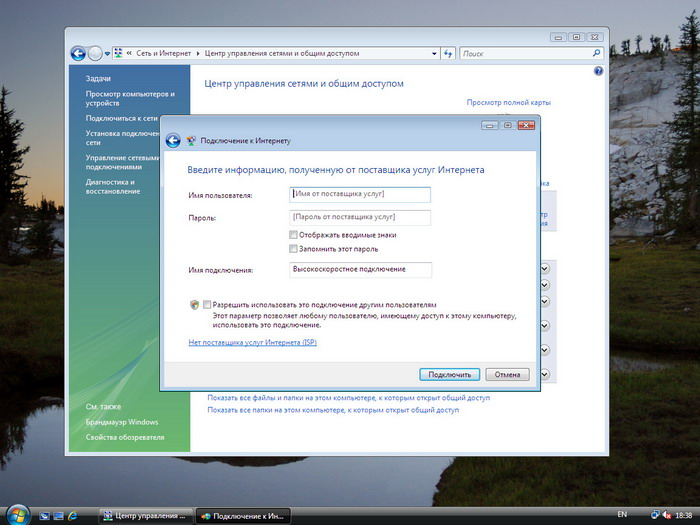 « Сеть и Интернет ▸ Центр управления сетями и общим доступом
Поиск
Задачи
Просмотр компьютеров и
устройств
Подключиться к сети
Установка подключен
сети
Управление сетевыми
подключениями
Диагностика и
восстановление
Центр управления сетями и общим доступом
Просмотр полной карты
Подключение к Интернету
Введите информацию, полученную от поставщика услуг Интернета
Имя пользователя:
[Имя от поставщика услуг]
Пароль:
[Пароль от поставщика услуг]
Отображать вводимые знаки
Запомнить этот пароль
Имя подключения:
Высокоскоростное подключение
Разрешить использовать это подключение другим пользователям
Этот параметр позволяет любому пользователю, имеющему доступ к этому компьютеру,
использовать это подключение.
Нет поставщика услуг Интернета (ISP)
Подключить
Отмена
Показать все файлы и папки на этом компьютере, к которым открыт общий доступ
Показать все папки на этом компьютере, к которым открыт общий доступ
См. также
Брандмауэр Windows
Свойства обозревателя
Центр управления ...
Подключение к Ин...
EN
18:38